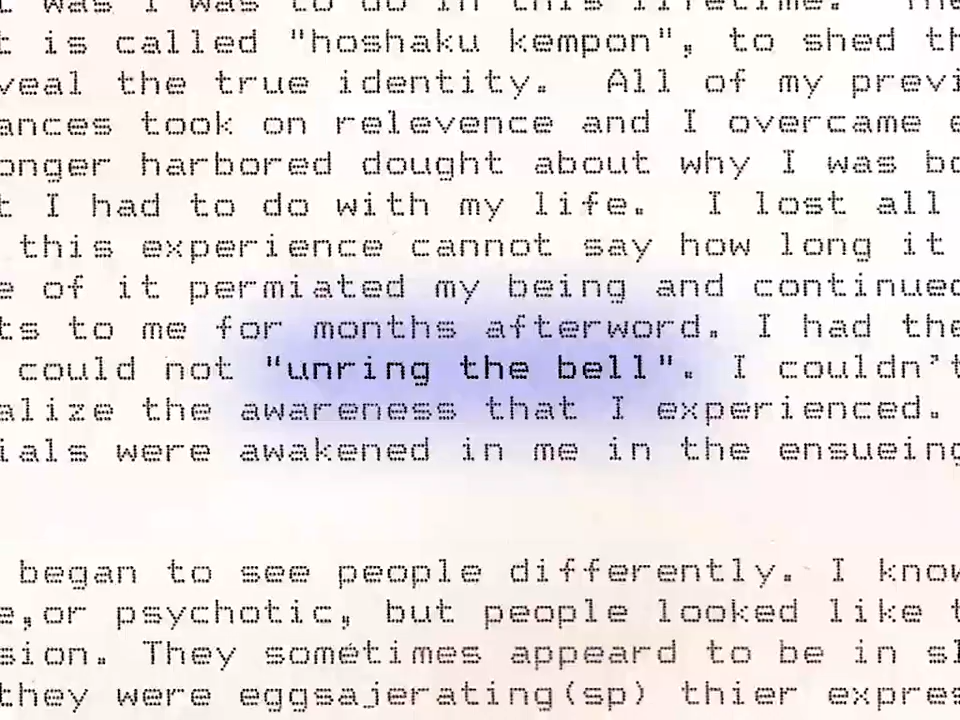 was I was to do in this lifetime. The
is called "hoshaku kempon", to shed th
veal the true identity. All of my previ
ances took on relevence and I overcame e
onger harbored dought about why I was bo
t I had to do with my life. I lost all
this experience cannot say how long it
e of it permiated my being and continued
ts to me for months afterword. I had the
could not "unring the bell". I couldn't
alize the awareness that I experienced.
ials were awakened in me in the ensueing
began to see people differently. I know
e,or psychotic, but people looked like t
sion. They sometimes appeard to be in sl
they were eggsajerating(sp) thier expres